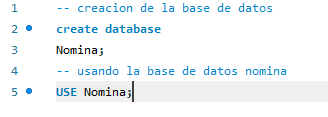 1 -- creacion de la base de datos
2 create database
3 Nomina;
4 -- usando la base de datos nomina
5 USE Nomina;